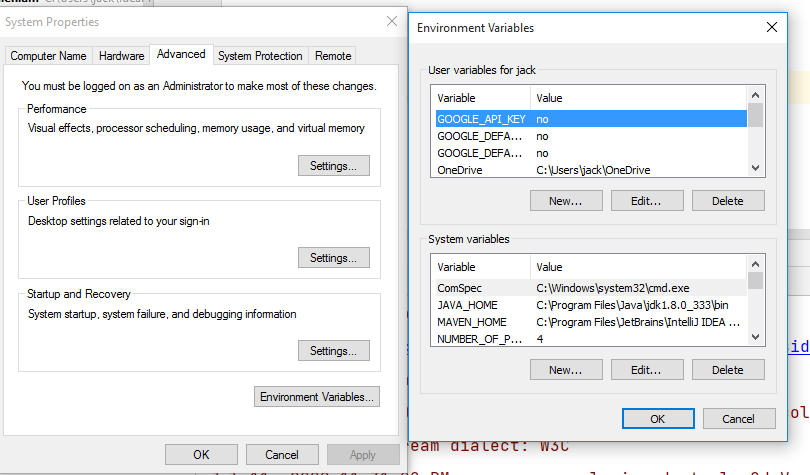 System Properties
Computer Name
Hardware
Advanced
System Protection
Remote
You must be logged on as an Administrator to make most of these changes.
Performance
Visual effects, processor scheduling, memory usage, and virtual memory
Settings...
User Profiles
Desktop settings related to your sign-in
Settings...
Startup and Recovery
System startup, system failure, and debugging information
Settings...
Environment Variables...
OK
Cancel
Apply
Environment Variables
User variables for jack
Variable Value
GOOGLE_API_KEY no
GOOGLE_DEFA... no
GOOGLE_DEFA... no
OneDrive C:\Users\jack\OneDrive
New...
Edit...
Delete
System variables
Variable Value
ComSpec C:\Windows\system32\cmd.exe
JAVA_HOME C:\Program Files\Java\jdk1.8.0_333\bin
MAVEN_HOME C:\Program Files\JetBrains\IntelliJ IDEA ...
NUMBER_OF_P... 4
New...
Edit...
Delete
OK
Cancel
sid
ol
ream dialect: W3C